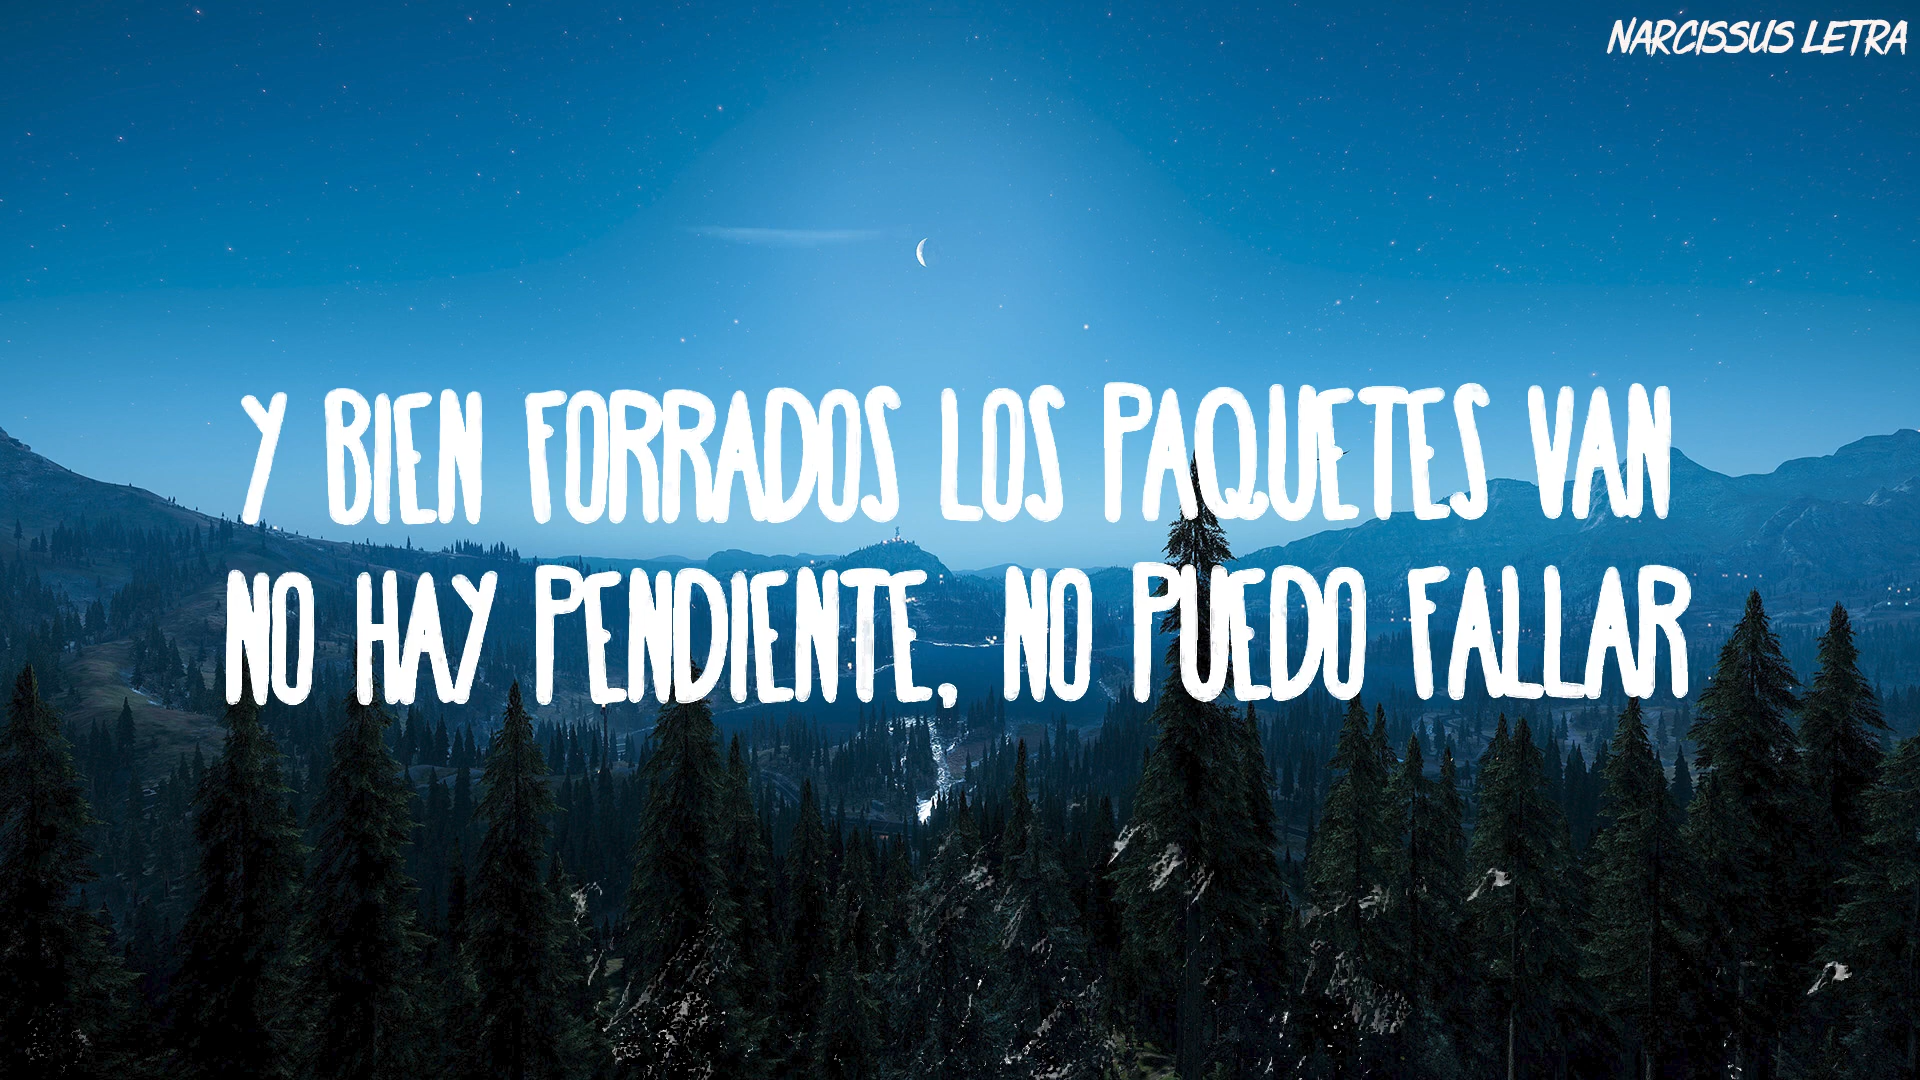 NARCISSUS LETRA
Y BIEN FORRADOS LOS PAQUETES VAN
NO HAY PENDIENTE, NO PUEDO FALLAR